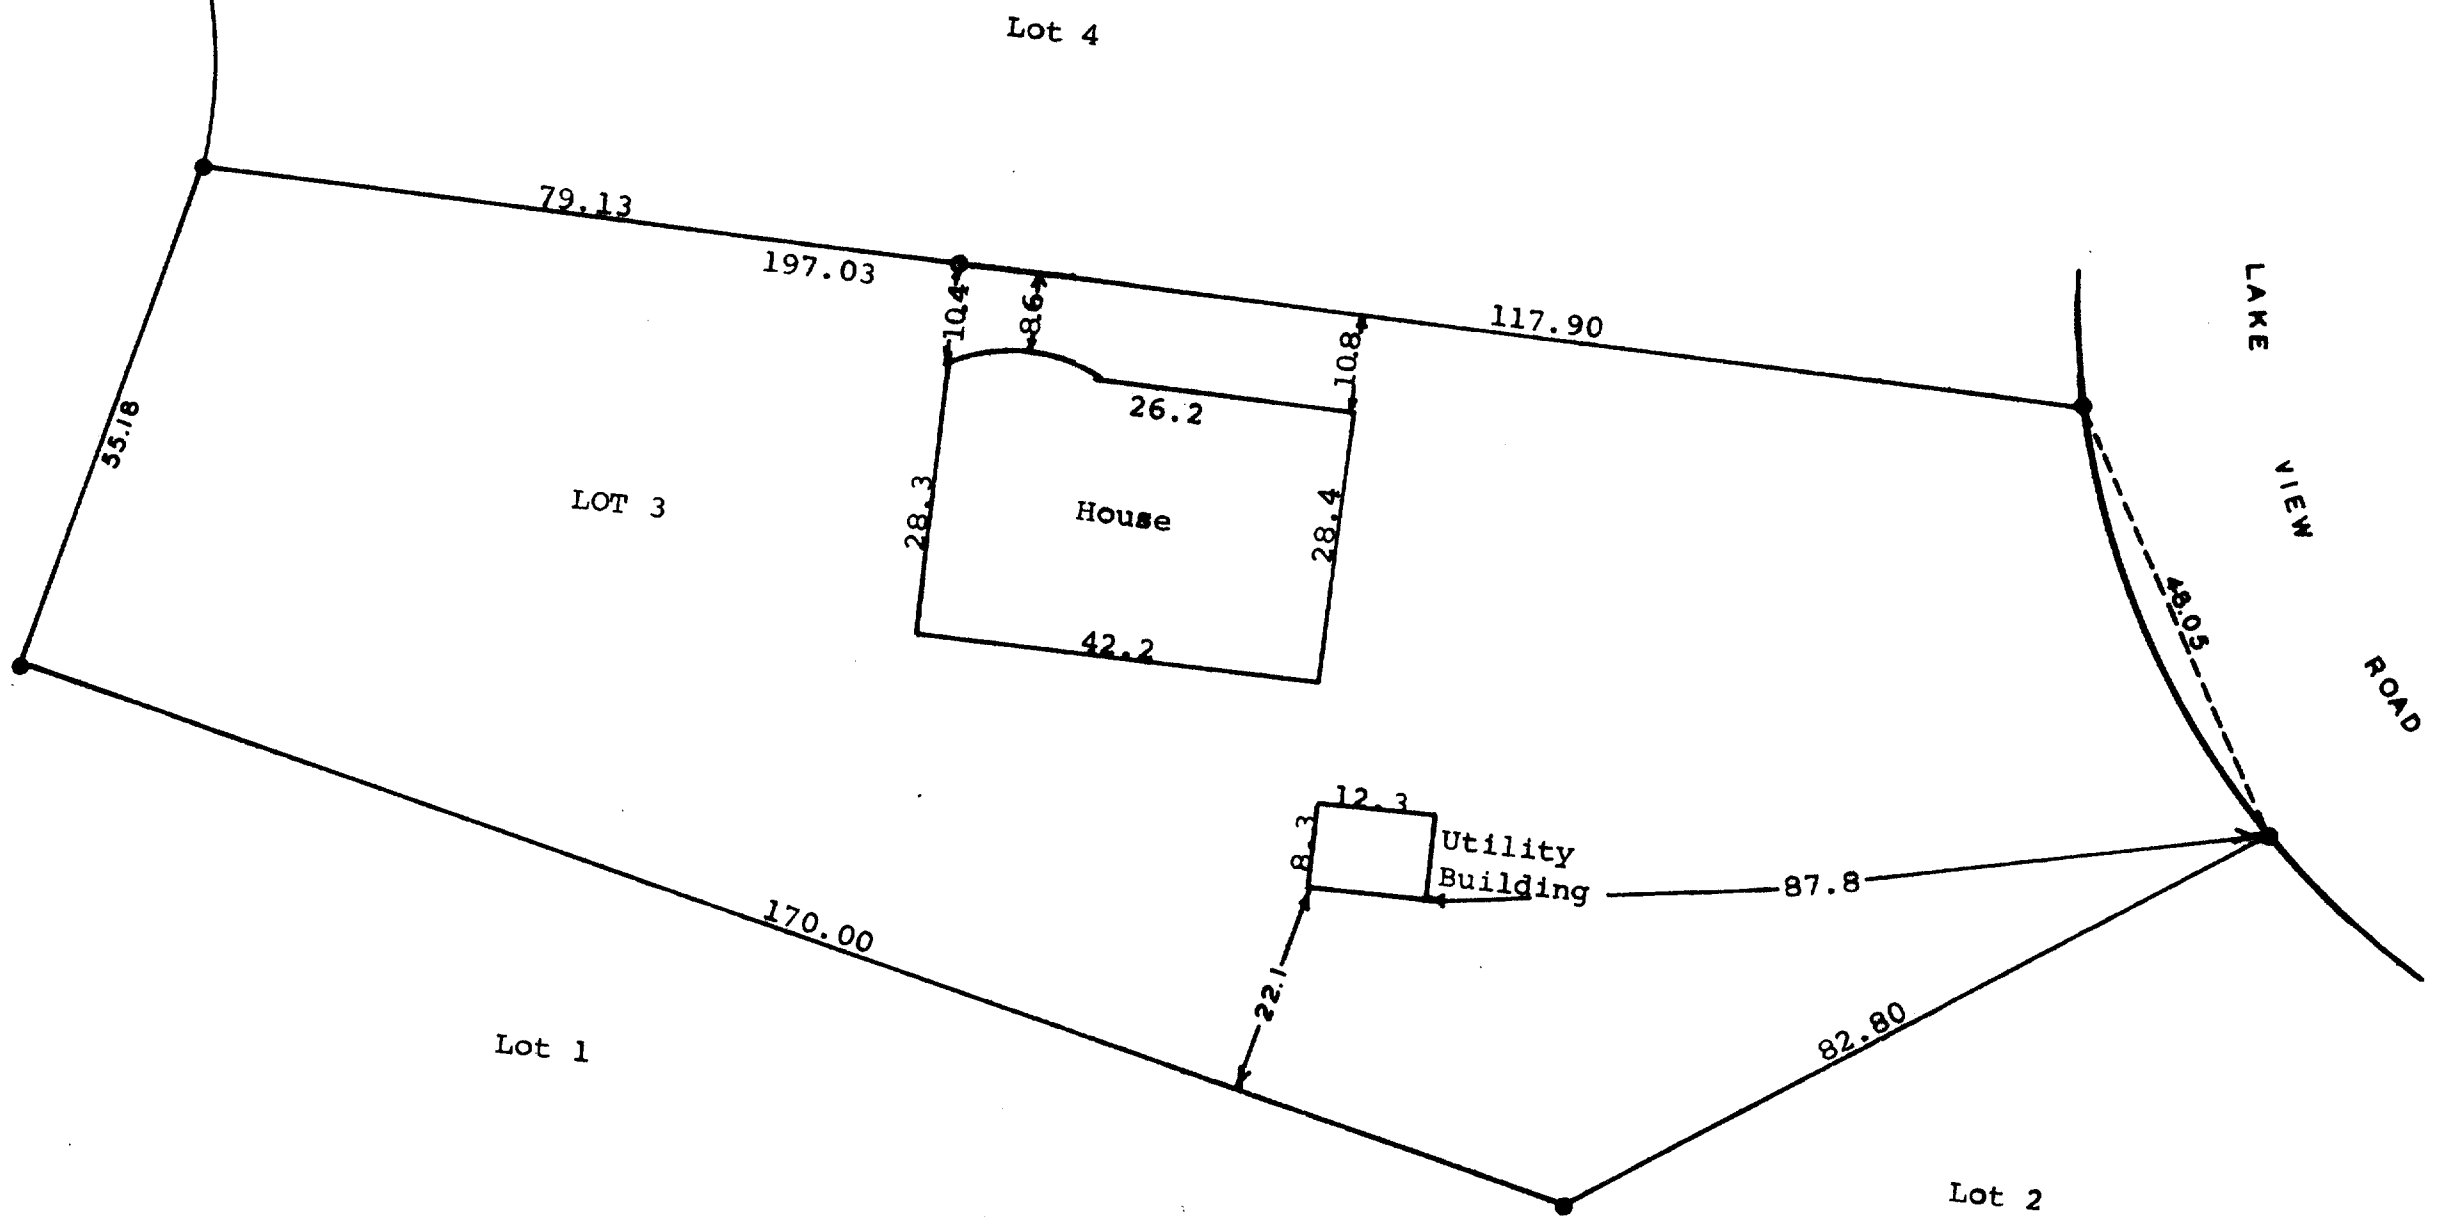 Lot 4
79.13
197.03
10.4
8.6
10.8
117.90
LAKE
VIEW
ROAD
26.2
55.18
LOT 3
28.3
House
28.4
42.2
48.05
12.3
8.3
Utility
Building
87.8
170.00
22.1
82.80
Lot 1
Lot 2